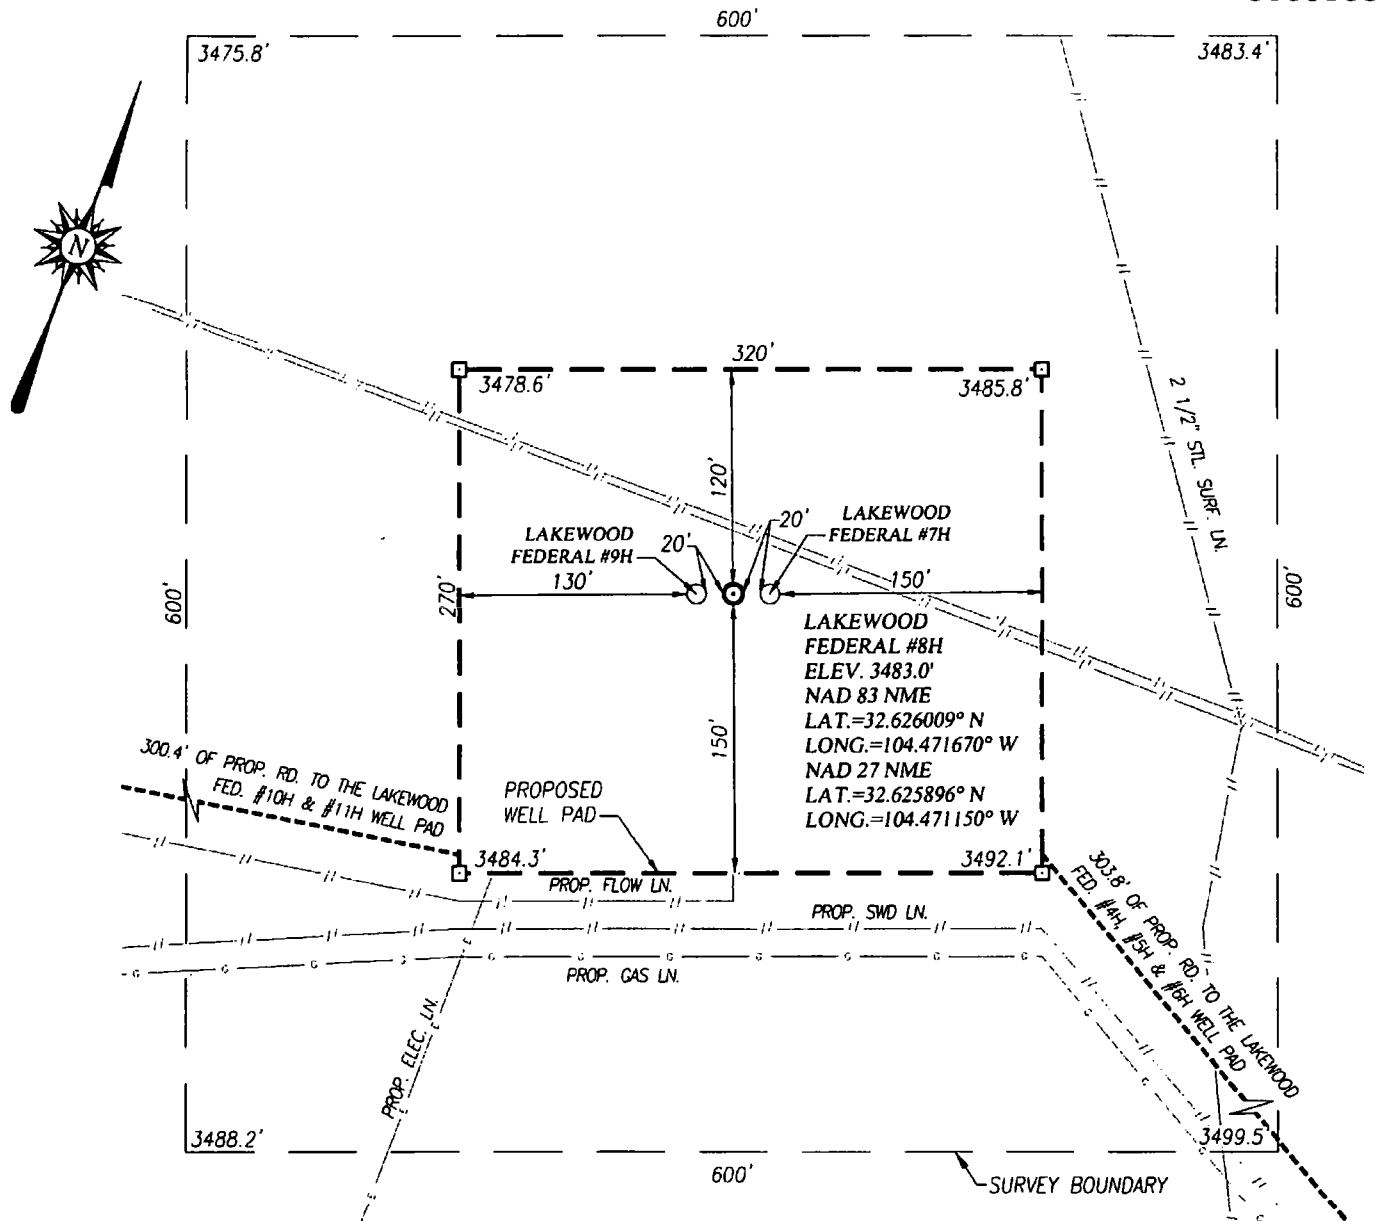 600'
3475.8'
3483.4'
N
320'
3478.6'
3485.8'
2 1/2" STL. SURF. LN.
120'
LAKEWOOD
FEDERAL #9H
20'
20'
LAKEWOOD
FEDERAL #7H
130'
150'
270'
600'
600'
LAKEWOOD
FEDERAL #8H
ELEV. 3483.0'
NAD 83 NME
LAT.=32.626009° N
LONG.=104.471670° W
NAD 27 NME
LAT.=32.625896° N
LONG.=104.471150° W
150'
300.4' OF PROP. RD. TO THE LAKEWOOD
FED. #10H & #11H WELL PAD
PROPOSED
WELL PAD
3484.3'
3492.1'
PROP. FLOW LN.
PROP. SWD LN.
PROP. GAS LN.
PROP. ELEC. LN.
303.8' OF PROP. RD. TO THE LAKEWOOD
FED. #4H, #5H & #6H WELL PAD
3488.2'
3499.5'
600'
SURVEY BOUNDARY